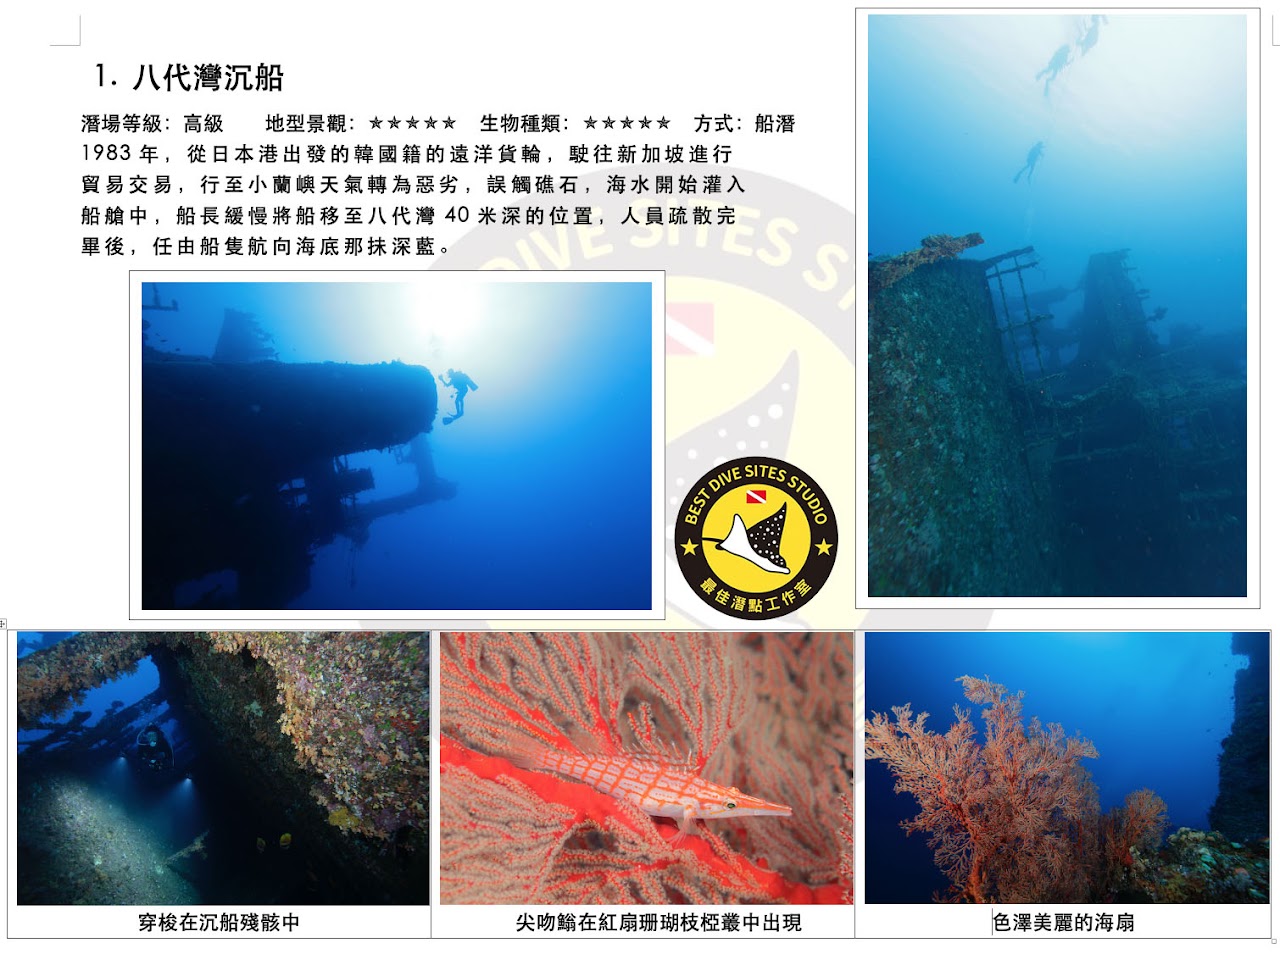 1. 八代灣沉船
潛場等級：高級 地型景觀：✯✯✯✯✯ 生物種類：✯✯✯✯✯ 方式：船潛
1983 年，從日本港出發的韓國籍的遠洋貨輪，駛往新加坡進行
貿易交易，行至小蘭嶼天氣轉為惡劣，誤觸礁石，海水開始灌入
船艙中，船長緩慢將船移至八代灣 40 米深的位置，人員疏散完
畢後，任由船隻航向海底那抹深藍。
DIVE SITES S
BEST DIVE SITES STUDIO
最佳潛點工作室
穿梭在沉船殘骸中
尖吻鰯在紅扇珊瑚枝椏叢中出現
色澤美麗的海扇